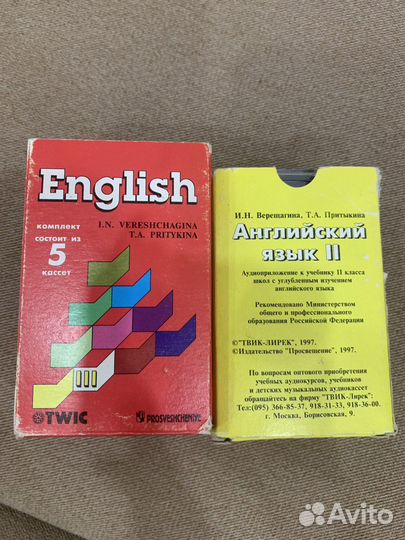 English
I.N. VERESHCHAGINA
T.A. PRITYKINA
комплект
состоит из
5
кассет
III
TWIC
PROSVESHCHENIYE
И.Н. Верещагина, Т.А. Притыкина
Английский
язык II
Аудиоприложение к учебнику II класса
школ с углубленным изучением
английского языка
Рекомендовано Министерством
общего и профессионального
образования Российской Федерации
©"ТВИК-ЛИРЕК", 1997.
©Издательство "Просвещение", 1997.
По вопросам оптового приобретения
учебных аудиокурсов, учебников
и детских музыкальных аудиокассет
обращайтесь на фирму "ТВИК-Лирек":
Тел:(095) 366-85-37, 918-31-33, 918-36-00.
г. Москва, Борисовская, 9.
Avito